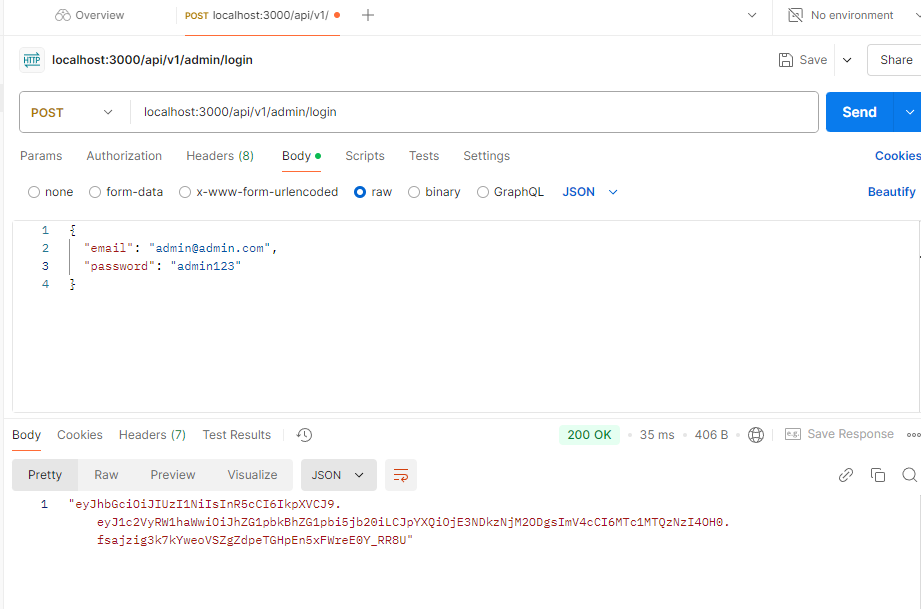 Overview
POST localhost:3000/api/v1/
No environment
HTTP localhost:3000/api/v1/admin/login
Save
Share
POST
localhost:3000/api/v1/admin/login
Send
Params Authorization Headers (8) Body Scripts Tests Settings
Cookies
none form-data x-www-form-urlencoded raw binary GraphQL JSON
Beautify
1 {
2 "email": "admin@admin.com",
3 "password": "admin123"
4 }
Body Cookies Headers (7) Test Results
200 OK 35 ms 406 B
e.g. Save Response
Pretty Raw Preview Visualize JSON
1 "eyJhbGciOiJIUzI1NiIsInR5cCI6IkpXVCJ9.
eyJ1c2VyRW1haWwiOiJhZG1pbkBhZG1pbi5jb20iLCJpYXQiOjE3NDkzNjM2ODgsImV4cCI6MTc1MTQzNzI4OH0.
fsajzig3k7kYweoVSZgZdpeTGHpEn5xFWreE0Y_RR8U"